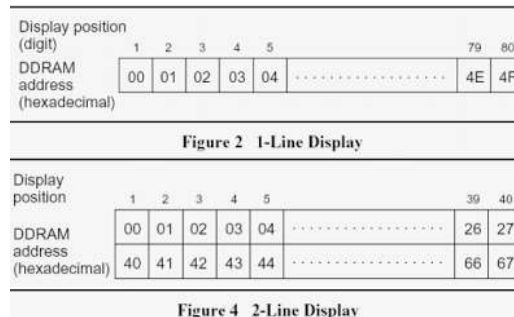 Display position
(digit)
1 2 3 4 5 79 80
DDRAM
address
(hexadecimal)
00 01 02 03 04 .................. 4E 4F
Figure 2 1-Line Display
Display
position
1 2 3 4 5 39 40
DDRAM
address
(hexadecimal)
00 01 02 03 04 .................. 26 27
40 41 42 43 44 .................. 66 67
Figure 4 2-Line Display